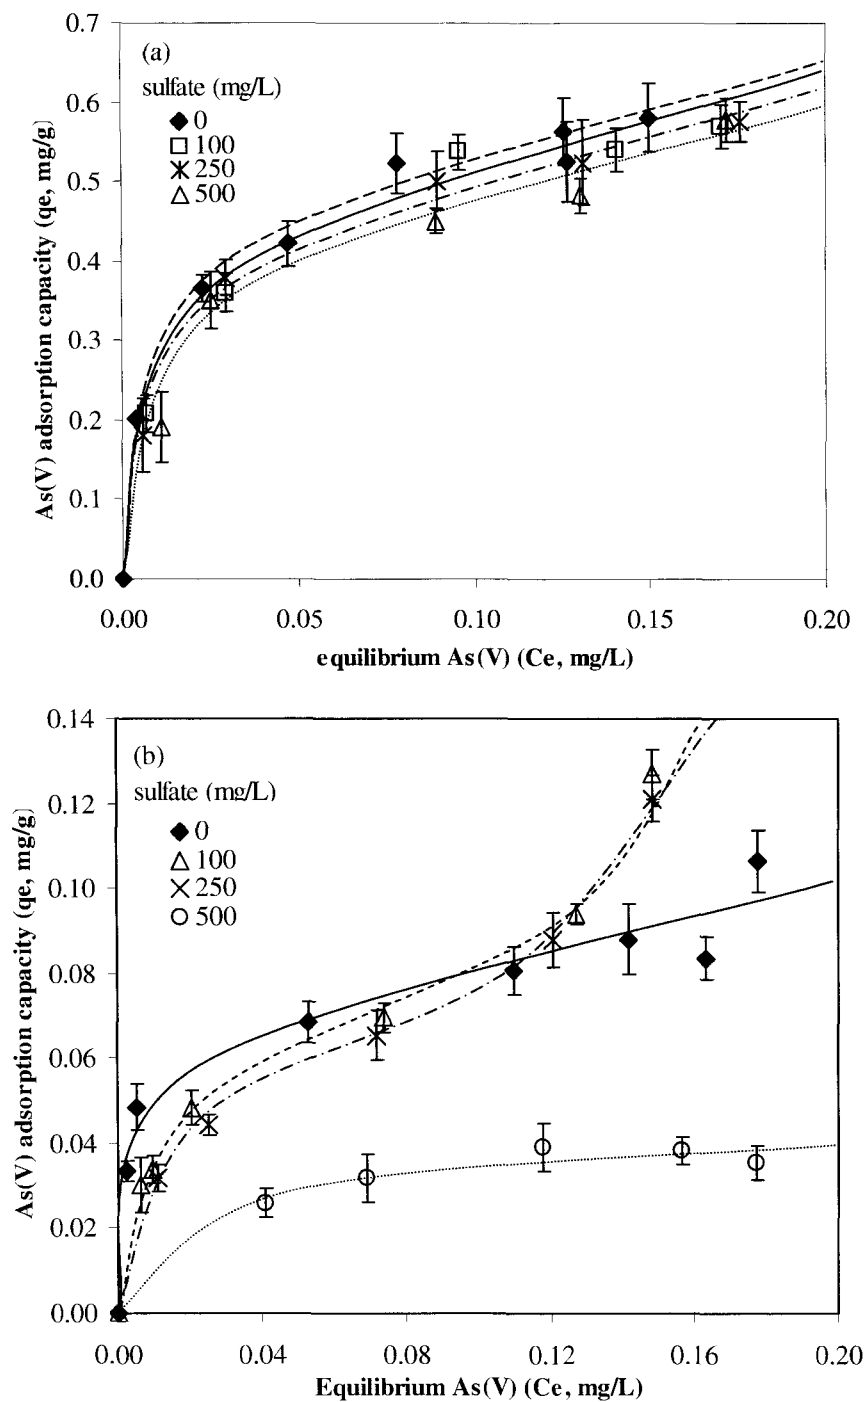 0.7
(a)
sulfate (mg/L)
0
100
250
500
0.6
0.5
0.4
0.3
0.2
0.1
0.0
As(V) adsorption capacity (qe, mg/g)
0.00 0.05 0.10 0.15 0.20
equilibrium As(V) (Ce, mg/L)
0.14
(b)
sulfate (mg/L)
0
100
250
500
0.12
0.10
0.08
0.06
0.04
0.02
0.00
As(V) adsorption capacity (qe, mg/g)
0.00 0.04 0.08 0.12 0.16 0.20
Equilibrium As(V) (Ce, mg/L)